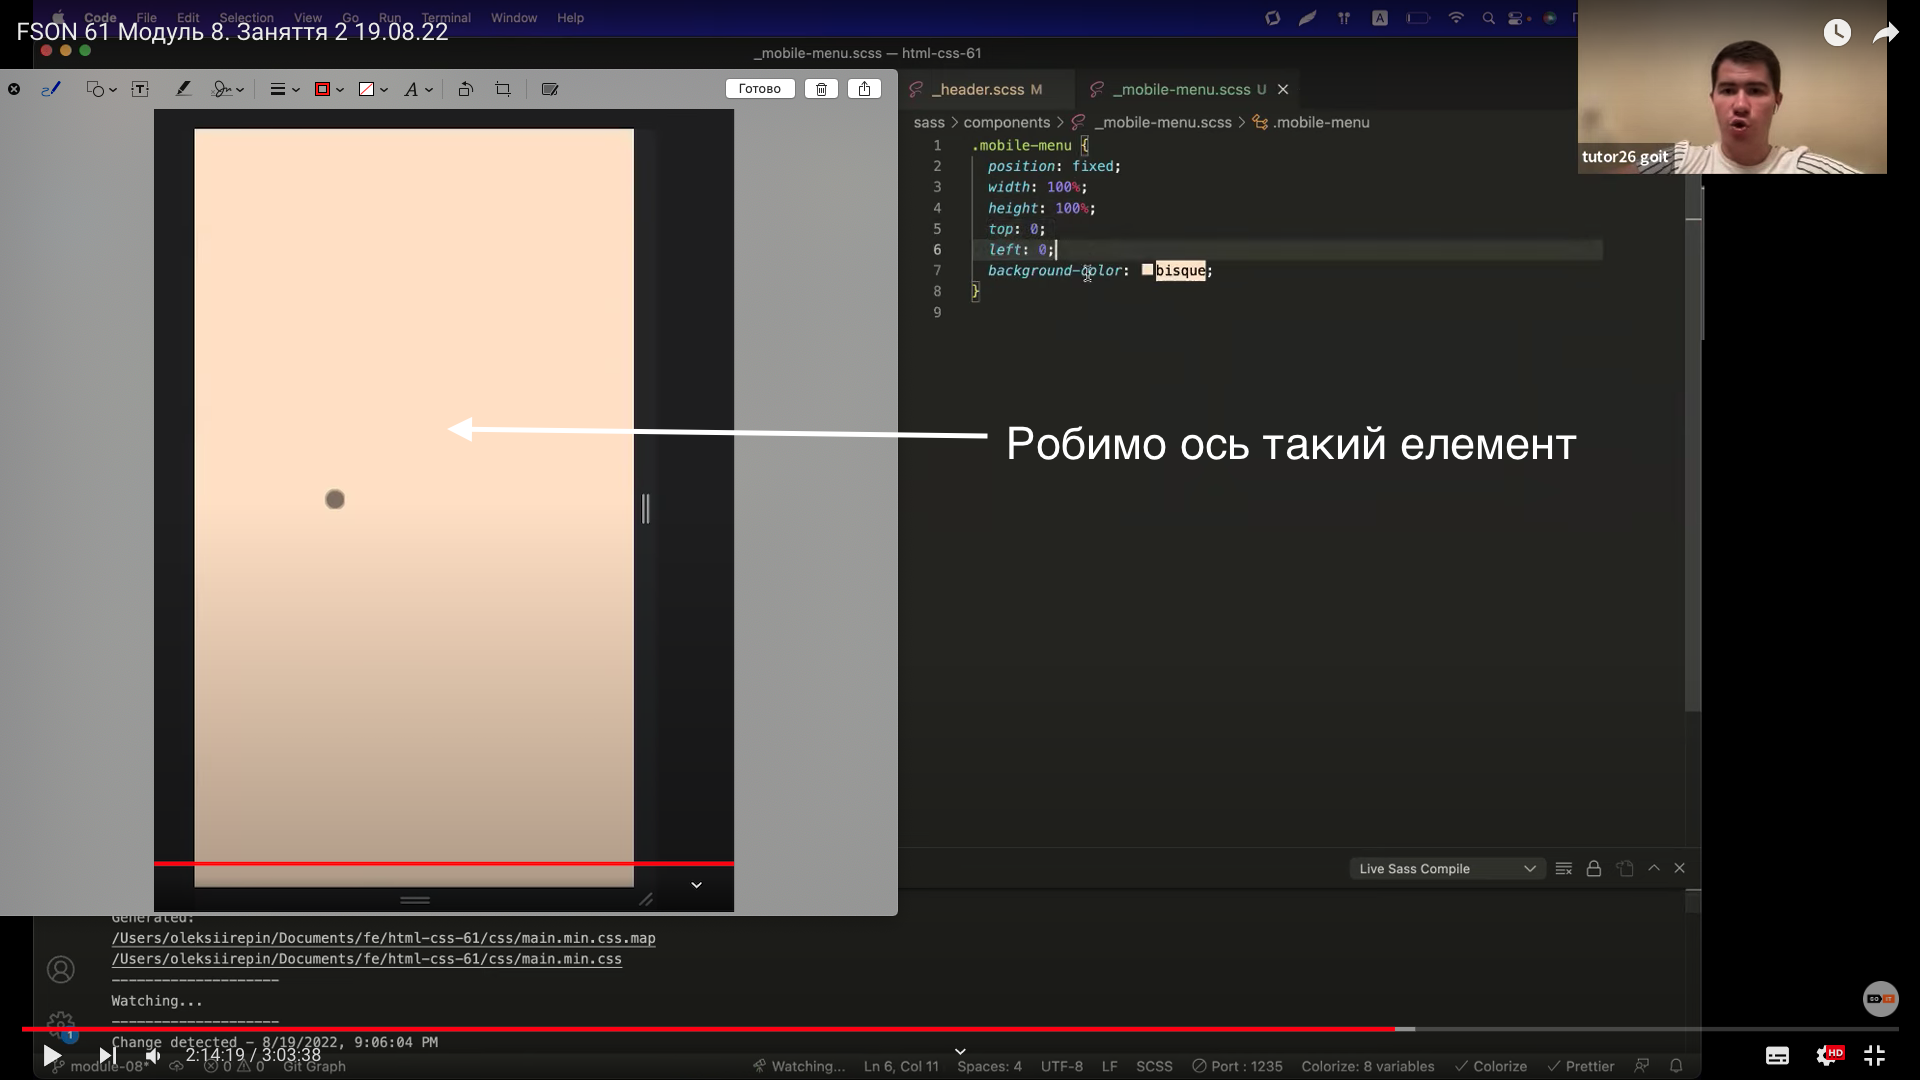 Code File Edit Selection View Go Run Terminal Window Help
FSON 61 Модуль 8. Заняття 2 19.08.22
_mobile-menu.scss — html-css-61
Готово
_header.scss M
_mobile-menu.scss U
sass > components > _mobile-menu.scss > .mobile-menu
tutor26 goit
1 .mobile-menu {
2 position: fixed;
3 width: 100%;
4 height: 100%;
5 top: 0;
6 left: 0;
7 background-color: bisque;
8 }
9
Робимо ось такий елемент
Live Sass Compile
Generated:
/Users/oleksiirepin/Documents/fe/html-css-61/css/main.min.css.map
/Users/oleksiirepin/Documents/fe/html-css-61/css/main.min.css
--------------------
Watching...
--------------------
Change detected – 8/19/2022, 9:06:04 PM
2:14:19 / 3:03:38
HD
module-08* 0 0 Git Graph Watching... Ln 6, Col 11 Spaces: 4 UTF-8 LF SCSS Port : 1235 Colorize: 8 variables Colorize Prettier